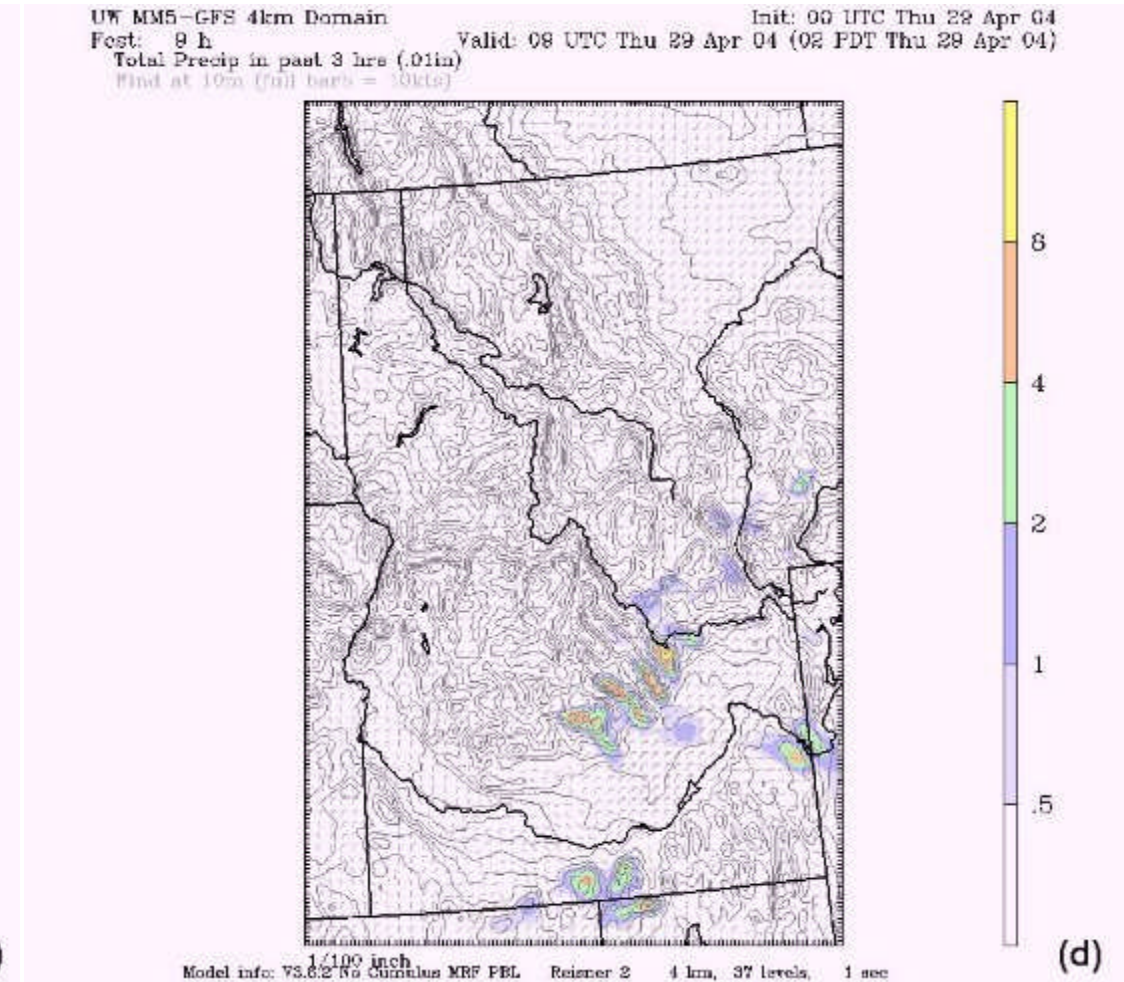 UW MM5-GFS 4km Domain Init: 00 UTC Thu 29 Apr 04
Fcst: 9 h Valid: 09 UTC Thu 29 Apr 04 (02 PDT Thu 29 Apr 04)
Total Precip in past 3 hrs (.01in)
Wind at 10m (full barb = 10kts)
8
4
2
1
.5
1/100 inch
Model info: V3.6.2 No Cumulus MRF PBL Reisner 2 4 km, 37 levels, 1 sec
)
(d)